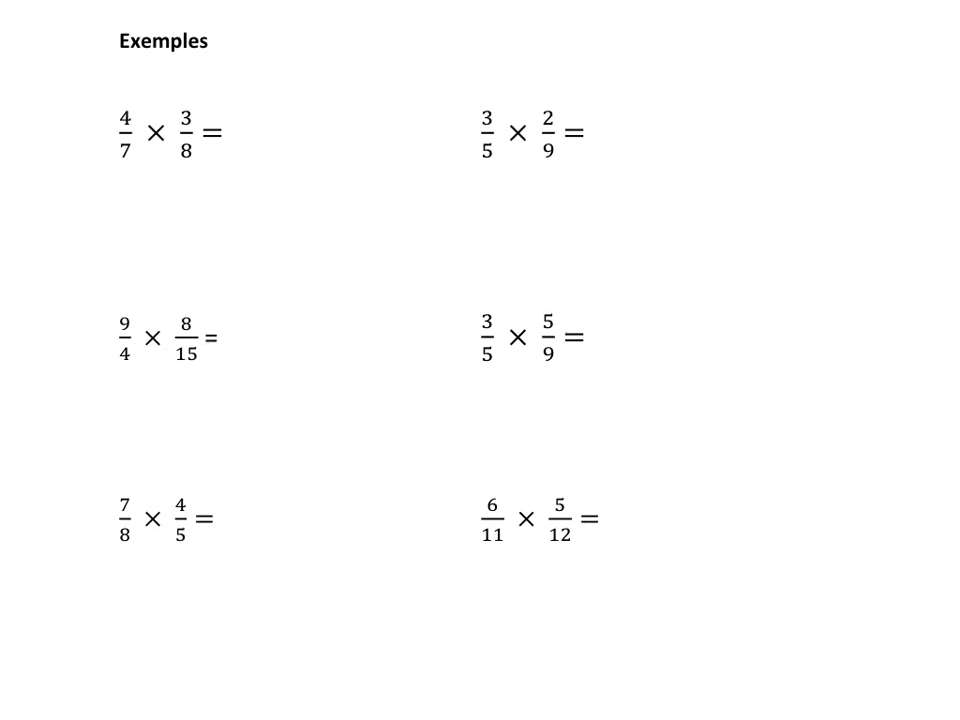 Exemples
4/7 × 3/8 =
3/5 × 2/9 =
9/4 × 8/15 =
3/5 × 5/9 =
7/8 × 4/5 =
6/11 × 5/12 =